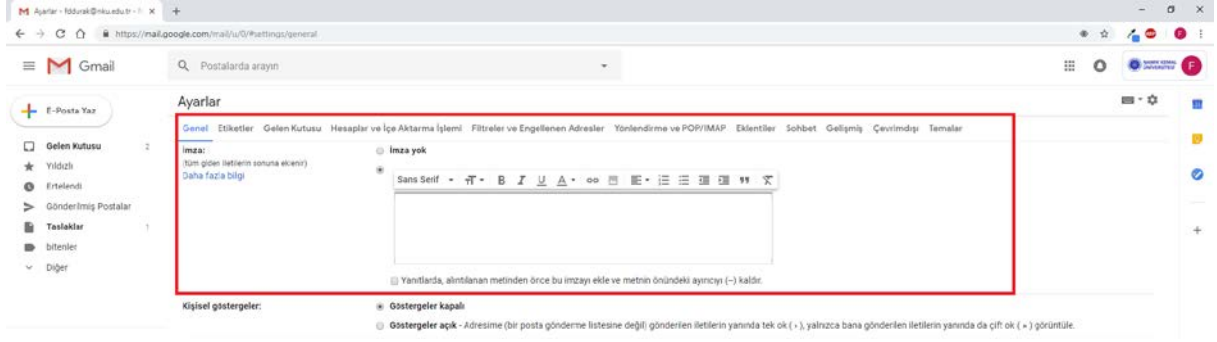 Ayarlar - fddurak@nku.edu.tr -
https://mail.google.com/mail/u/0/#settings/general
Gmail
Postalarda arayın
F
Ayarlar
E-Posta Yaz
Genel Etiketler Gelen Kutusu Hesaplar ve İçe Aktarma İşlemi Filtreler ve Engellenen Adresler Yönlendirme ve POP/IMAP Eklentiler Sohbet Gelişmiş Çevrimdışı Temalar
Gelen Kutusu 2
Yıldızlı
Ertelendi
Gönderilmiş Postalar
Taslaklar 1
bitenler
Diğer
İmza:
(tüm giden iletilerin sonuna eklenir)
Daha fazla bilgi
İmza yok
Sans Serif
Yanıtlarda, alıntılanan metinden önce bu imzayı ekle ve metnin önündeki ayırıcıyı (--) kaldır.
Kişisel göstergeler:
Göstergeler kapalı
Göstergeler açık - Adresime (bir posta gönderme listesine değil) gönderilen iletilerin yanında tek ok ( › ), yalnızca bana gönderilen iletilerin yanında da çift ok ( » ) görüntüle.